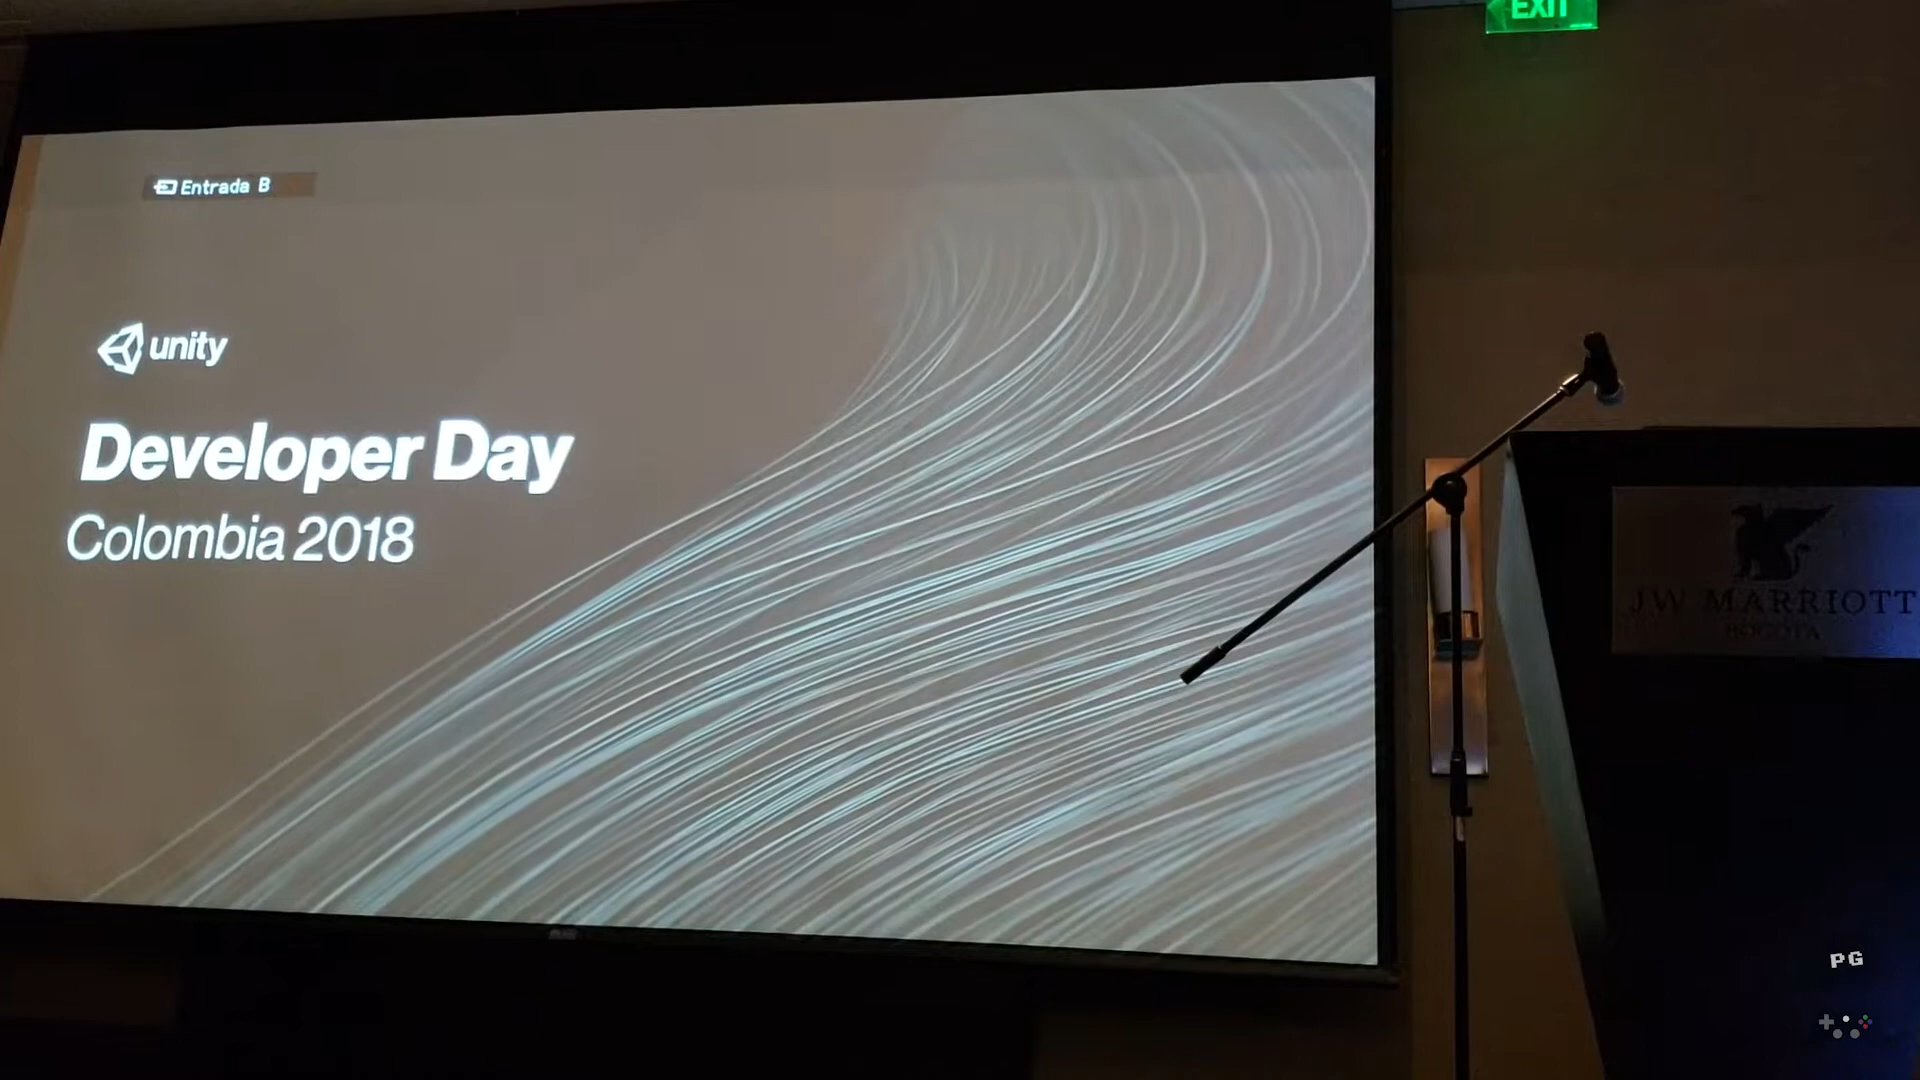 EXIT
Entrada B
unity
Developer Day
Colombia 2018
JW MARRIOTT
BOGOTA
PG